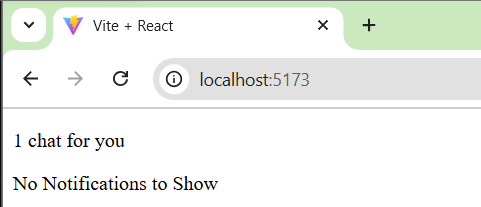 Vite + React
localhost:5173
1 chat for you
No Notifications to Show